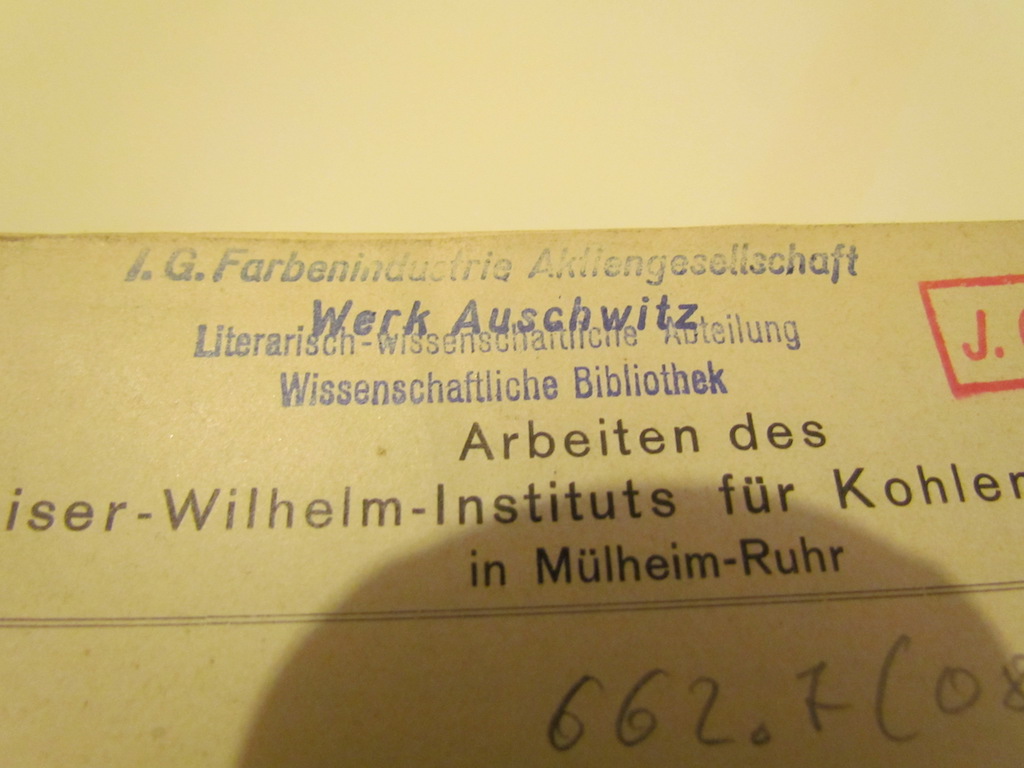 J. G. Farbenindustrie Aktiengesellschaft
Werk Auschwitz
Literarisch-wissenschaftliche Abteilung
Wissenschaftliche Bibliothek
J.
Arbeiten des
iser-Wilhelm-Instituts für Kohlen
in Mülheim-Ruhr
662.7(08